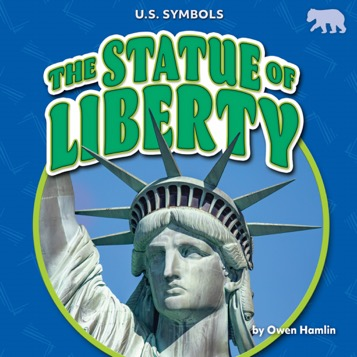 U.S. SYMBOLS
THE STATUE OF
LIBERTY
by Owen Hamlin